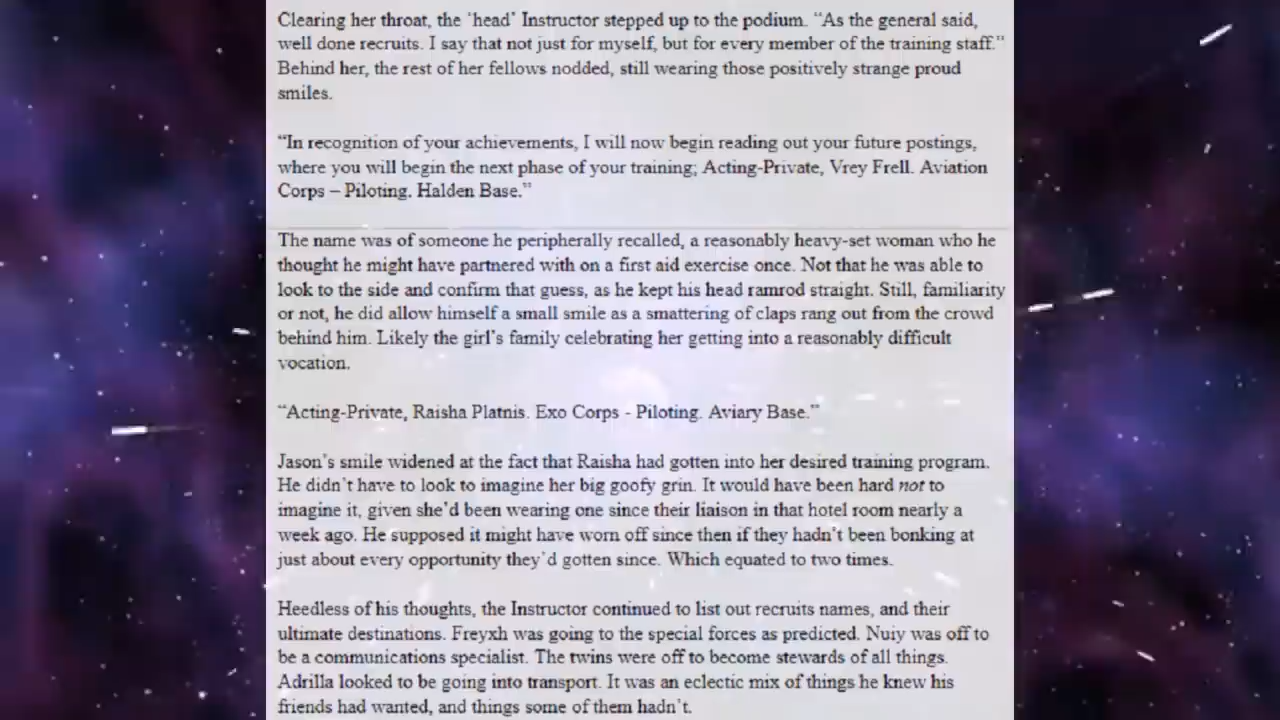 Clearing her throat, the ‘head’ Instructor stepped up to the podium. “As the general said,
well done recruits. I say that not just for myself, but for every member of the training staff.”
Behind her, the rest of her fellows nodded, still wearing those positively strange proud
smiles.
“In recognition of your achievements, I will now begin reading out your future postings,
where you will begin the next phase of your training; Acting-Private, Vrey Frell. Aviation
Corps – Piloting. Halden Base.”
The name was of someone he peripherally recalled, a reasonably heavy-set woman who he
thought he might have partnered with on a first aid exercise once. Not that he was able to
look to the side and confirm that guess, as he kept his head ramrod straight. Still, familiarity
or not, he did allow himself a small smile as a smattering of claps rang out from the crowd
behind him. Likely the girl’s family celebrating her getting into a reasonably difficult
vocation.
“Acting-Private, Raisha Platnis. Exo Corps - Piloting. Aviary Base.”
Jason’s smile widened at the fact that Raisha had gotten into her desired training program.
He didn’t have to look to imagine her big goofy grin. It would have been hard not to
imagine it, given she’d been wearing one since their liaison in that hotel room nearly a
week ago. He supposed it might have worn off since then if they hadn’t been bonking at
just about every opportunity they’d gotten since. Which equated to two times.
Heedless of his thoughts, the Instructor continued to list out recruits names, and their
ultimate destinations. Freyxh was going to the special forces as predicted. Nuiy was off to
be a communications specialist. The twins were off to become stewards of all things.
Adrilla looked to be going into transport. It was an eclectic mix of things he knew his
friends had wanted, and things some of them hadn’t.